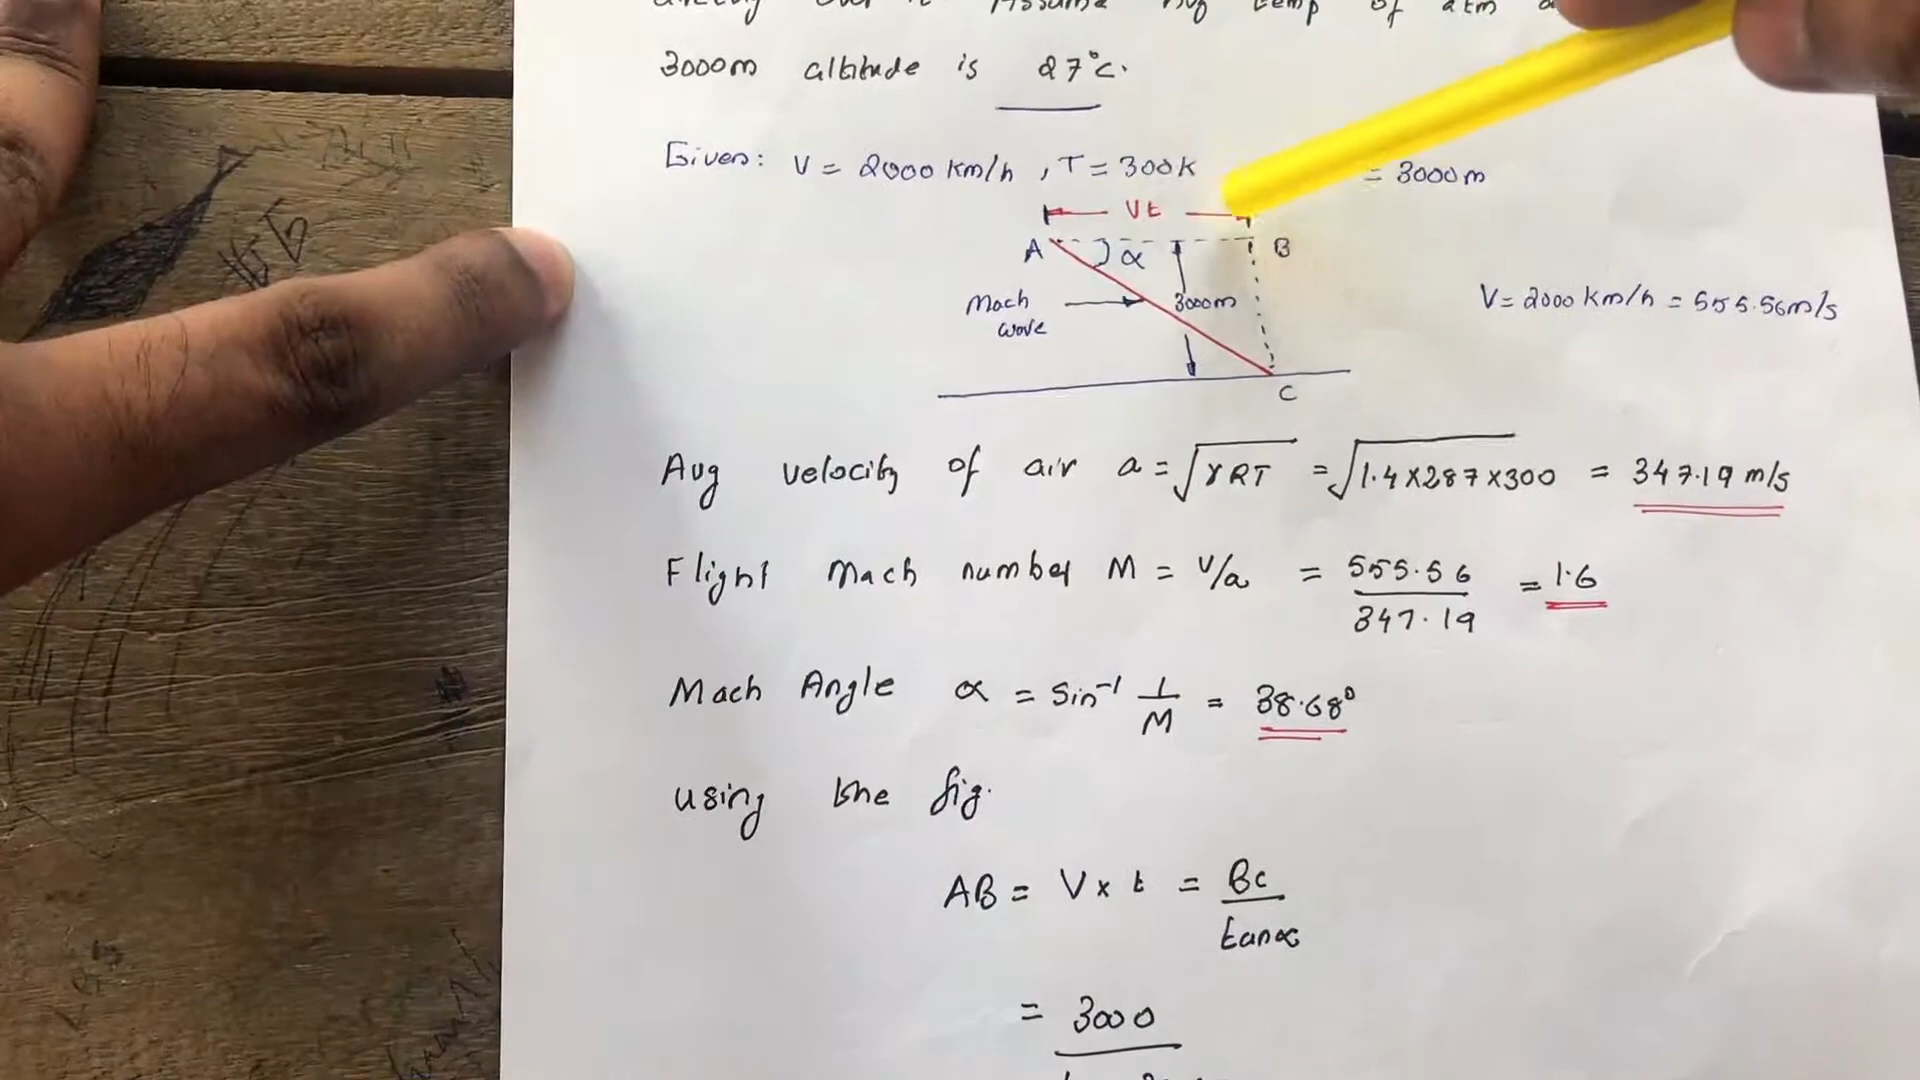 3000m altitude is 27°c.
Given: V = 2000 km/h , T = 300k = 3000m
Vt
A α B
Mach wove
3000m
V = 2000 km/h = 555.56m/s
C
Avg velocity of air a = √γRT = √1.4×287×300 = 347.19 m/s
Flight Mach number M = V/a = 555.56/347.19 = 1.6
Mach Angle α = Sin⁻¹ 1/M = 38.68°
using the fig.
AB = V × t = Bc/tanα
= 3000